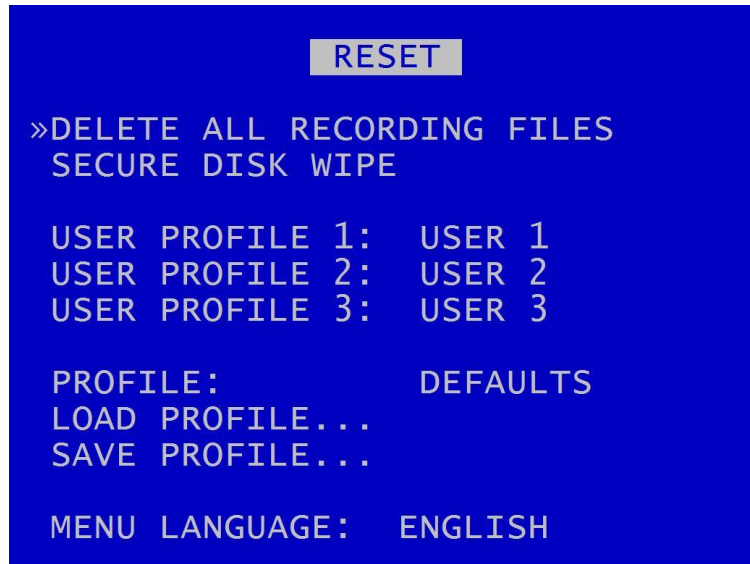 RESET
»DELETE ALL RECORDING FILES
SECURE DISK WIPE
USER PROFILE 1: USER 1
USER PROFILE 2: USER 2
USER PROFILE 3: USER 3
PROFILE: DEFAULTS
LOAD PROFILE...
SAVE PROFILE...
MENU LANGUAGE: ENGLISH